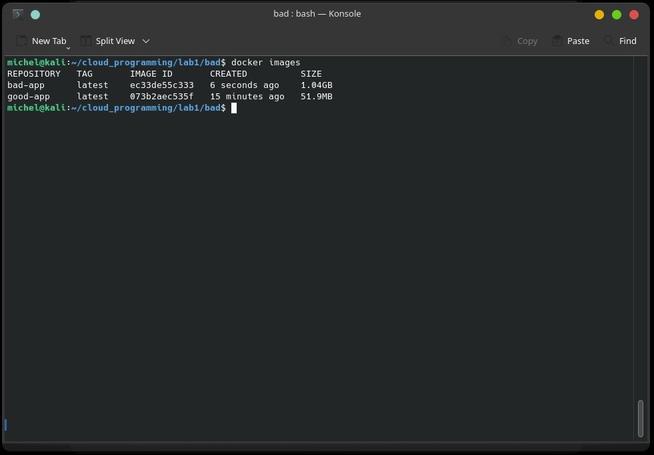 bad : bash — Konsole
New Tab Split View Copy Paste Find
michel@kali:~/cloud_programming/lab1/bad$ docker images
REPOSITORY TAG IMAGE ID CREATED SIZE
bad-app latest ec33de55c333 6 seconds ago 1.04GB
good-app latest 073b2aec535f 15 minutes ago 51.9MB
michel@kali:~/cloud_programming/lab1/bad$